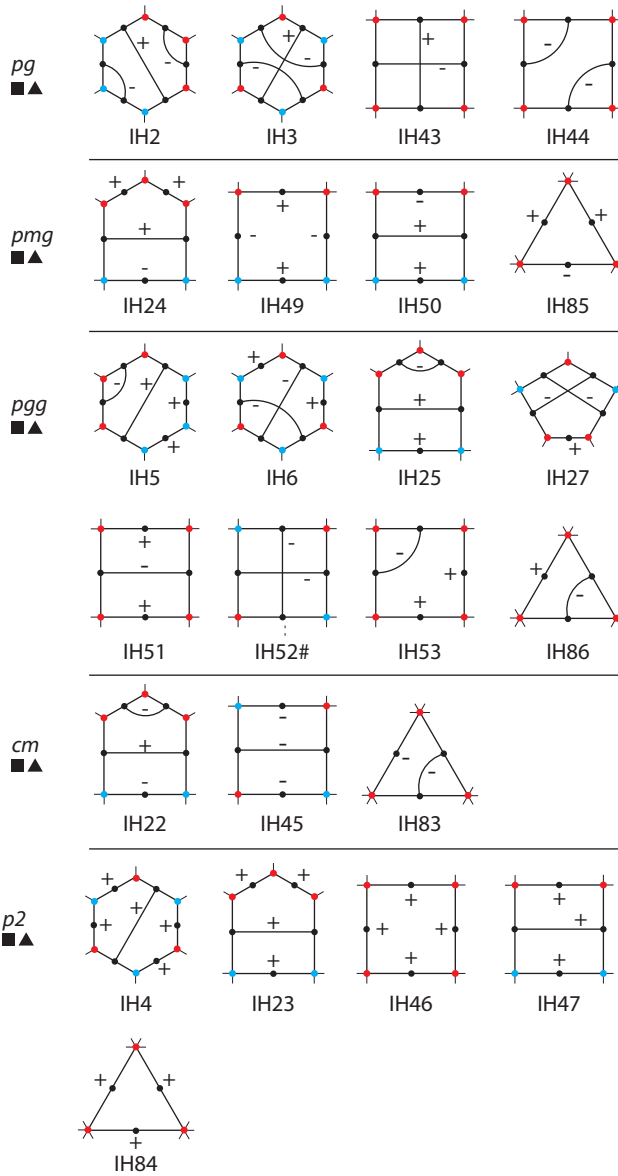 pg
+ - -
+ - -
+ -
- -
IH2 IH3 IH43 IH44
pmg
+ + + -
+ + - + -
- - + + + +
- + + -
IH24 IH49 IH50 IH85
pgg
- + + + - + - - + + - - +
IH5 IH6 IH25 IH27
+ - + - - - + + + -
IH51 IH52# IH53 IH86
cm
- + - - - - - -
IH22 IH45 IH83
p2
+ + + + + + + + + + + + + + + + +
IH4 IH23 IH46 IH47
+ + +
IH84